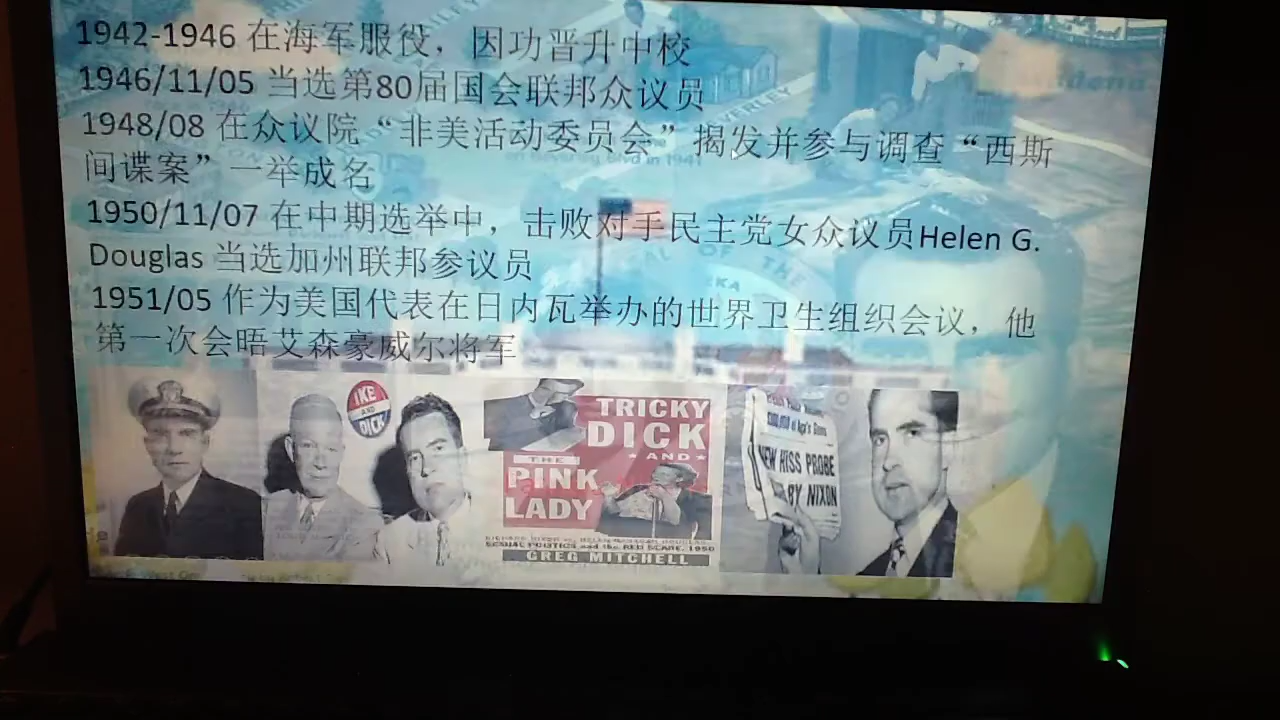 1942-1946 在海军服役，因功晋升中校
1946/11/05 当选第80届国会联邦众议员
1948/08 在众议院“非美活动委员会”揭发并参与调查“西斯
间谍案”一举成名
1950/11/07 在中期选举中，击败对手民主党女众议员Helen G.
Douglas 当选加州联邦参议员
1951/05 作为美国代表在日内瓦举办的世界卫生组织会议，他
第一次会晤艾森豪威尔将军
IKE
AND
DICK
TRICKY
DICK
★ AND ★
THE
PINK
LADY
SEXUAL POLITICS and the RED SCARE, 1950
GREG MITCHELL
NEW HISS PROBE
BY NIXON